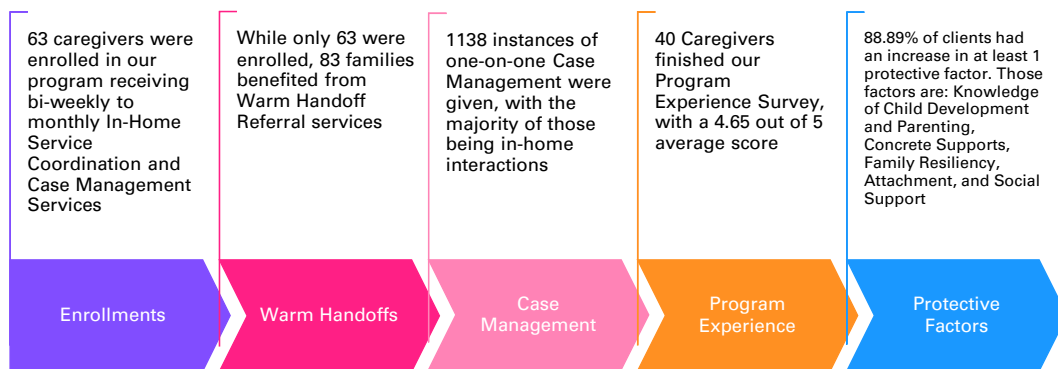 63 caregivers were
enrolled in our
program receiving
bi-weekly to
monthly In-Home
Service
Coordination and
Case Management
Services
While only 63 were
enrolled, 83 families
benefited from
Warm Handoff
Referral services
1138 instances of
one-on-one Case
Management were
given, with the
majority of those
being in-home
interactions
40 Caregivers
finished our
Program
Experience Survey,
with a 4.65 out of 5
average score
88.89% of clients had
an increase in at least 1
protective factor. Those
factors are: Knowledge
of Child Development
and Parenting,
Concrete Supports,
Family Resiliency,
Attachment, and Social
Support
Enrollments
Warm Handoffs
Case
Management
Program
Experience
Protective
Factors